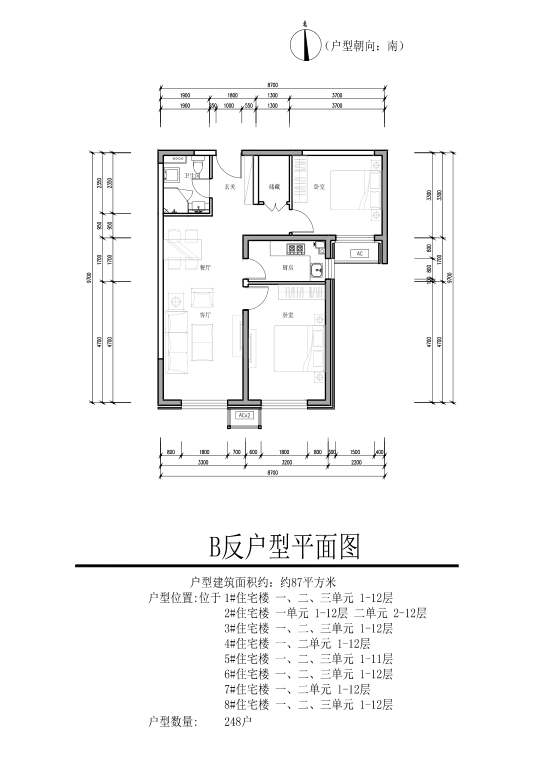 北
(户型朝向：南)
8700
1900 1800 1300 3700
1900 550 1000 550 1300 3700
卫生间 玄关 储藏 卧室
AC
餐厅 厨房
客厅 卧室
ACx2
9700
2350 950 1700 4700
2350 950 1700 4700
3300 800 4700
3300 1700 4700
9700
800 1800 700 600 1800 800 300 1500 400
3300 3200 2200
8700
B反户型平面图
户型建筑面积约：约87平方米
户型位置:位于 1#住宅楼 一、二、三单元 1-12层
2#住宅楼 一单元 1-12层 二单元 2-12层
3#住宅楼 一、二、三单元 1-12层
4#住宅楼 一、二单元 1-12层
5#住宅楼 一、二、三单元 1-11层
6#住宅楼 一、二、三单元 1-12层
7#住宅楼 一、二单元 1-12层
8#住宅楼 一、二、三单元 1-12层
户型数量： 248户